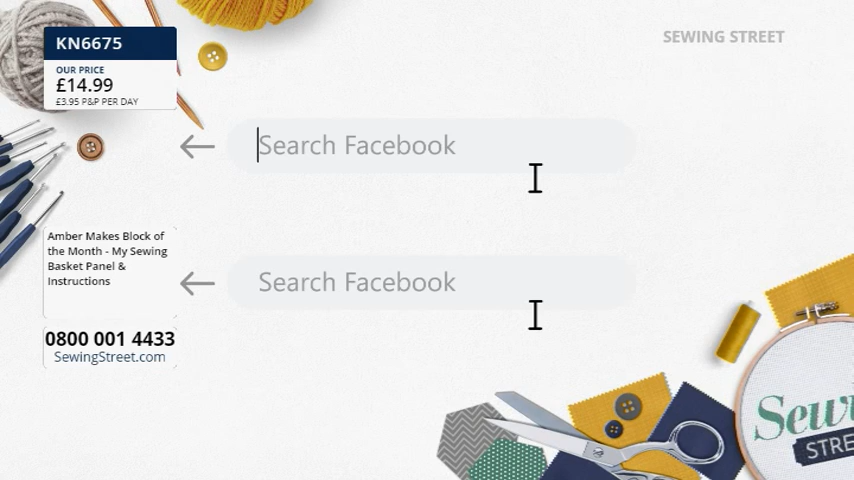 KN6675
OUR PRICE
£14.99
£3.95 P&P PER DAY
SEWING STREET
Search Facebook
Amber Makes Block of
the Month - My Sewing
Basket Panel &
Instructions
Search Facebook
0800 001 4433
SewingStreet.com